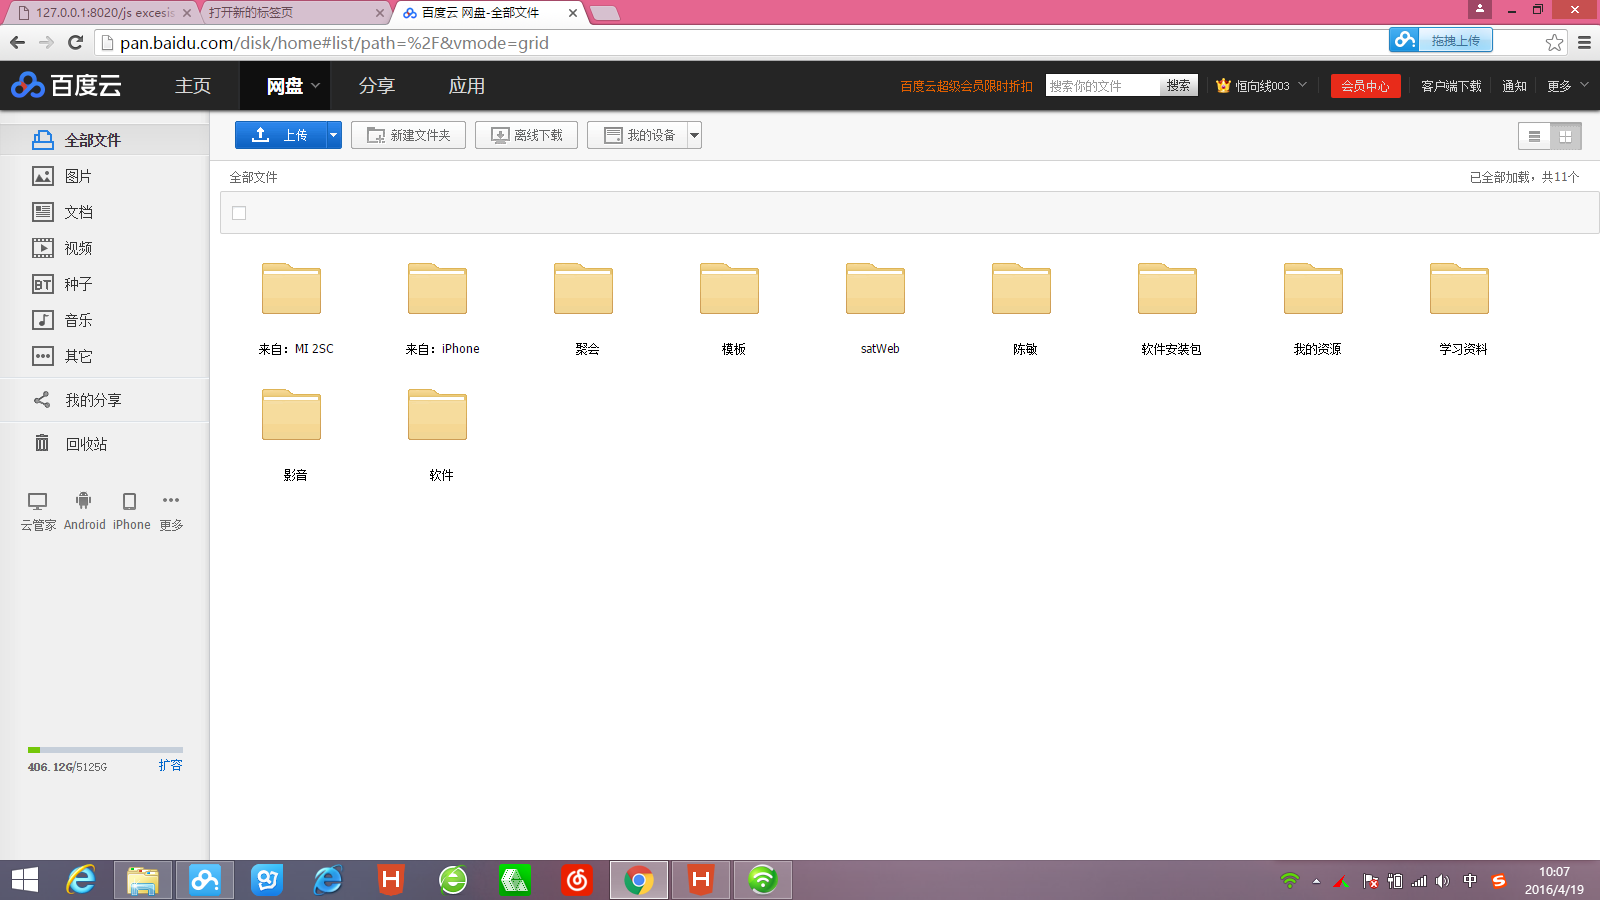 127.0.0.1:8020/js excesis
打开新的标签页
百度云 网盘-全部文件
pan.baidu.com/disk/home#list/path=%2F&vmode=grid
拖拽上传
百度云
主页
网盘
分享
应用
百度云超级会员限时折扣
搜索你的文件
搜索
恒向线003
会员中心
客户端下载
通知
更多
全部文件
图片
文档
视频
BT 种子
音乐
其它
我的分享
回收站
云管家
Android
iPhone
更多
406.12G/5125G
扩容
上传
新建文件夹
离线下载
我的设备
全部文件
已全部加载，共11个
来自：MI 2SC
来自：iPhone
聚会
模板
satWeb
陈敏
软件安装包
我的资源
学习资料
影音
软件
H
H
中
S
10:07
2016/4/19